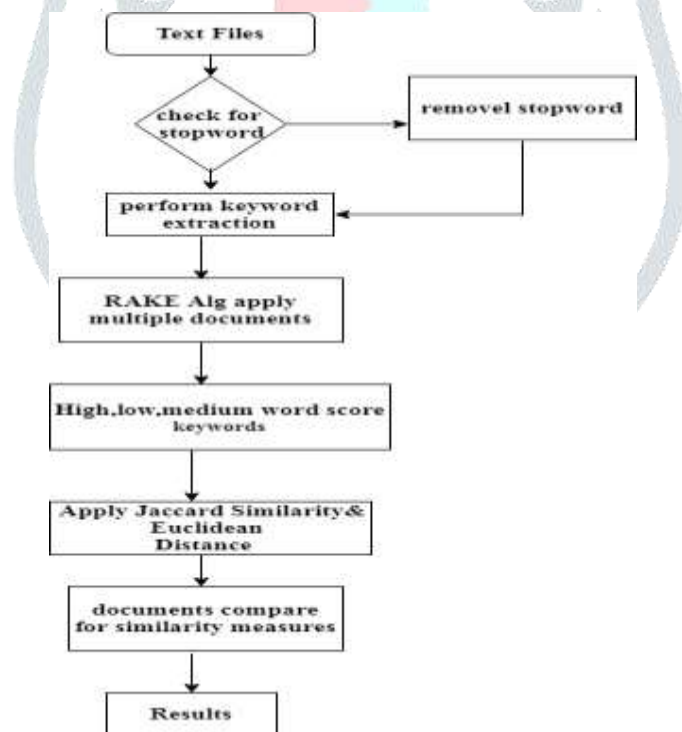 Text Files
check for
stopword
removel stopword
perform keyword
extraction
RAKE Alg apply
multiple documents
High,low,medium word score
keywords
Apply Jaccard Similarity&
Euclidean
Distance
documents compare
for similarity measures
Results